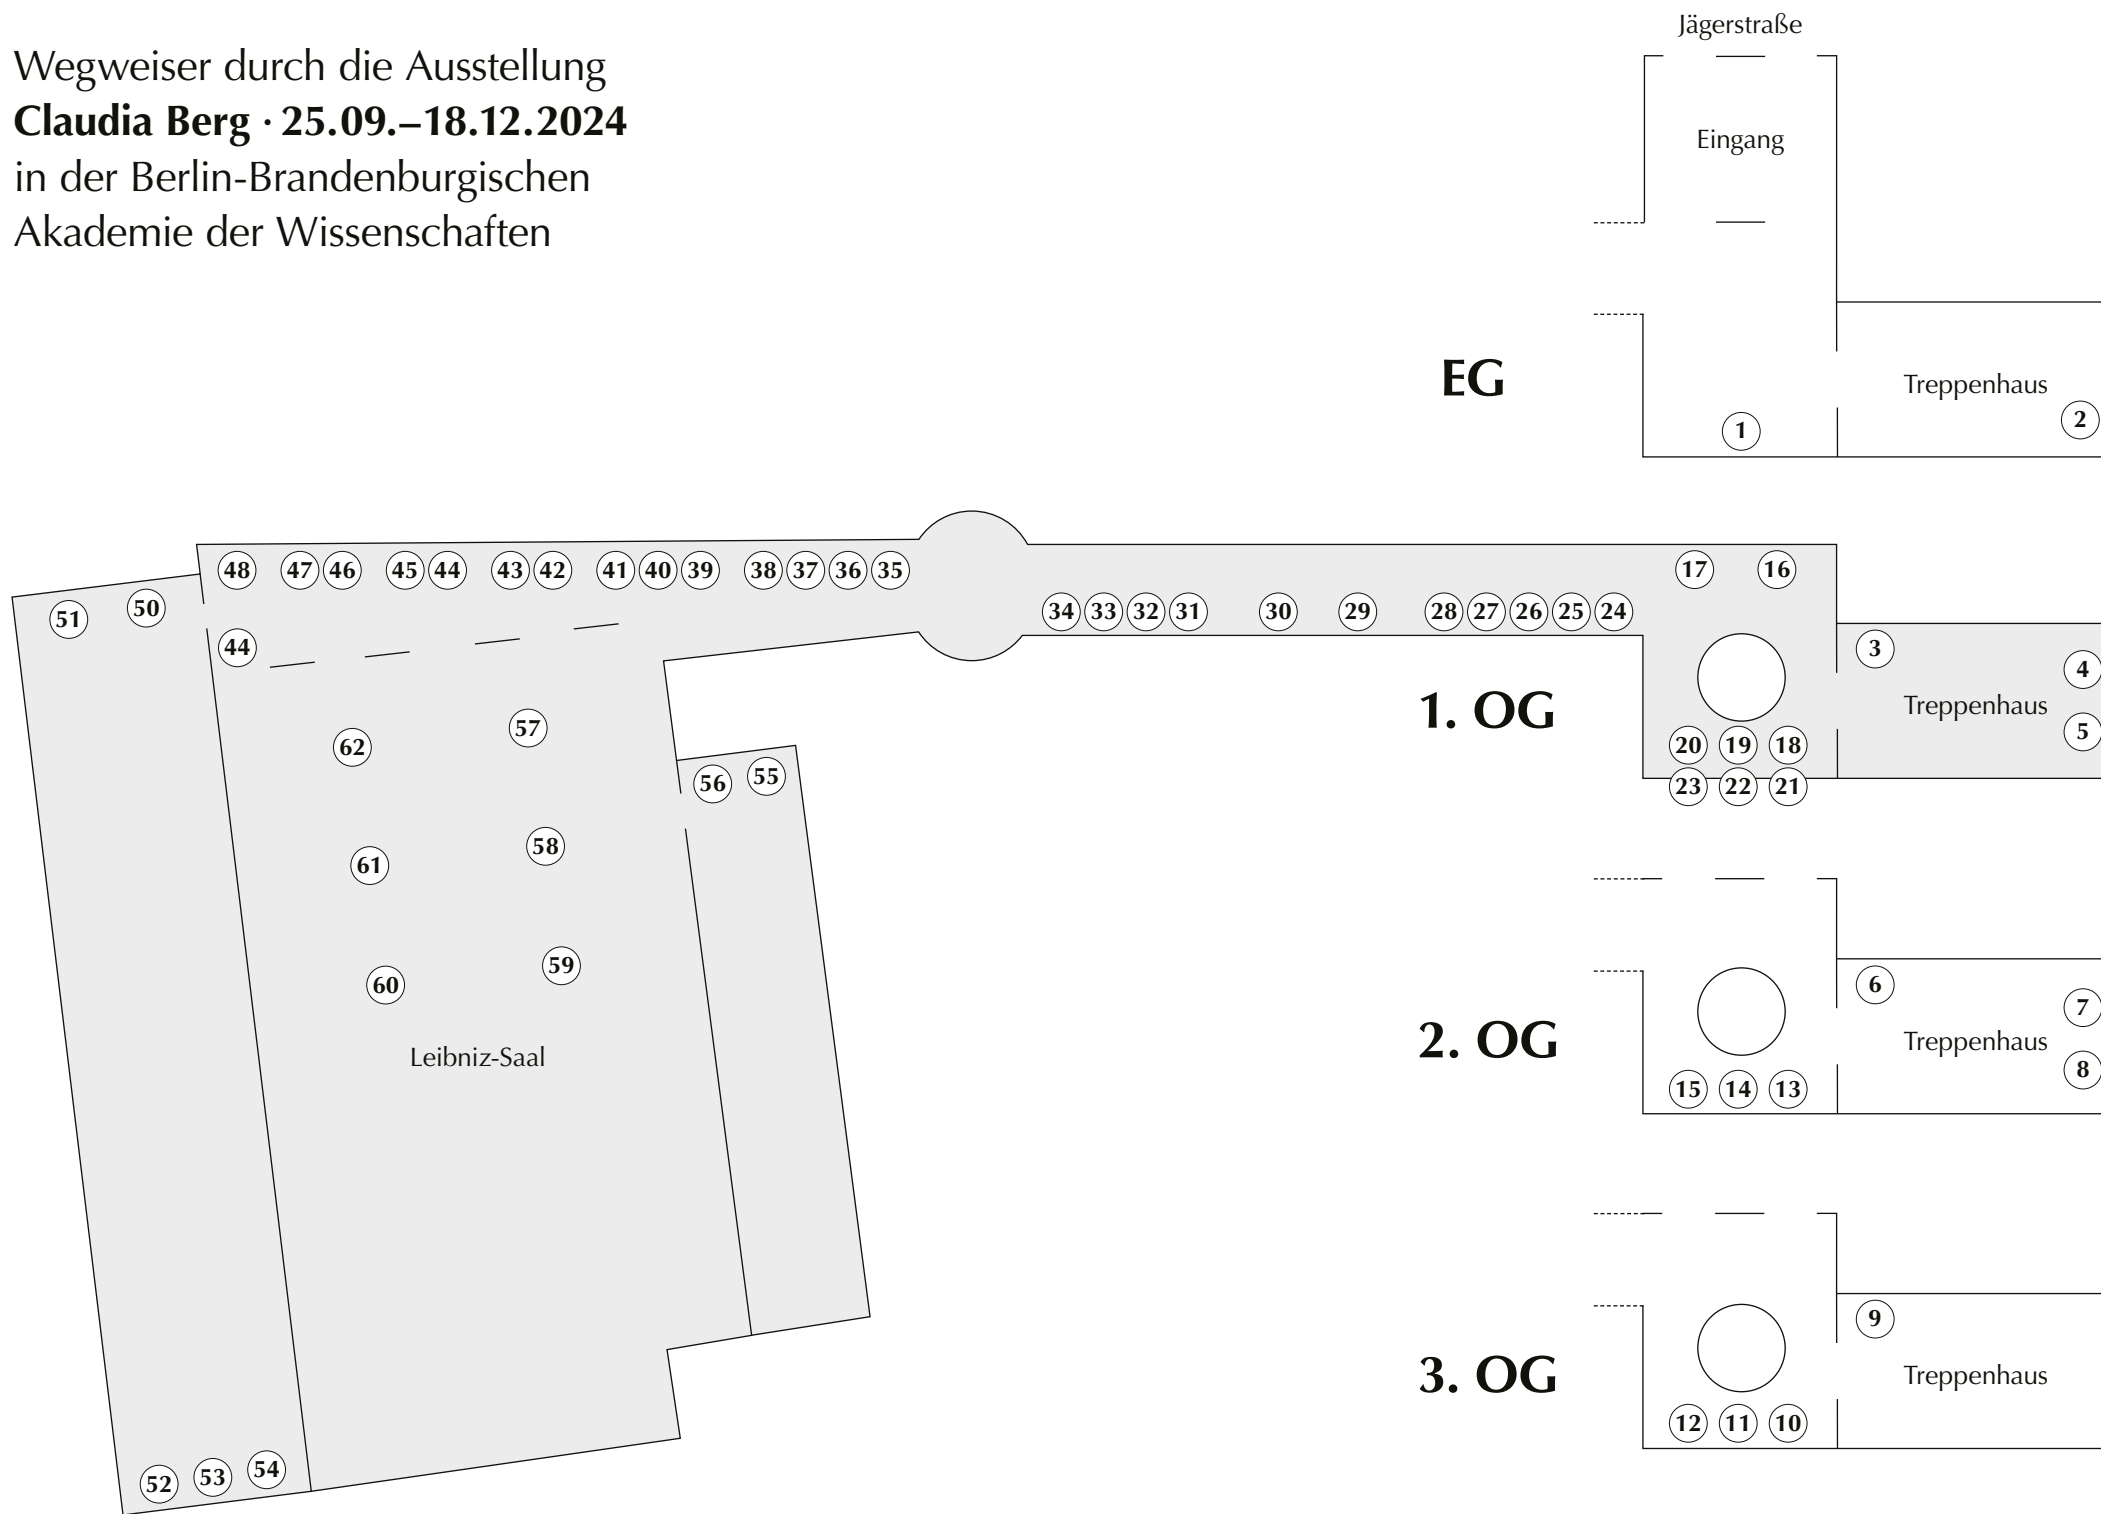 Wegweiser durch die Ausstellung
Claudia Berg · 25.09.–18.12.2024
in der Berlin-Brandenburgischen
Akademie der Wissenschaften
Jägerstraße
Eingang
EG
Treppenhaus
1
2
48 47 46 45 44 43 42 41 40 39 38 37 36 35
17 16
51 50
34 33 32 31 30 29 28 27 26 25 24
44
3
4
1. OG
Treppenhaus
5
20 19 18
23 22 21
62 57
56 55
61 58
60 59
Leibniz-Saal
6
7
2. OG
Treppenhaus
8
15 14 13
9
3. OG
Treppenhaus
12 11 10
52 53 54